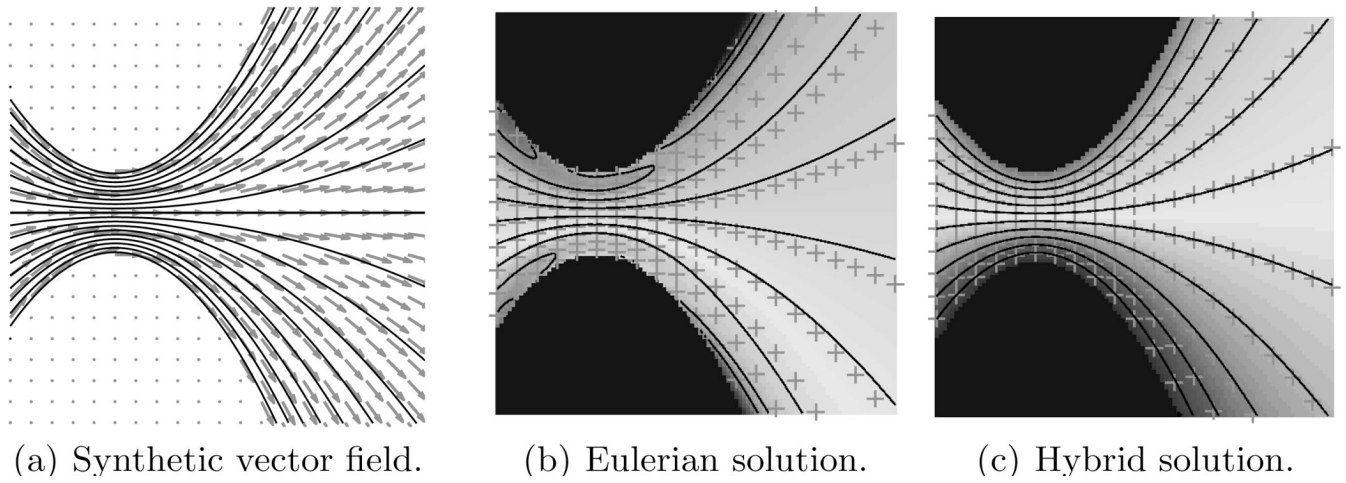 (a) Synthetic vector field.
(b) Eulerian solution.
(c) Hybrid solution.